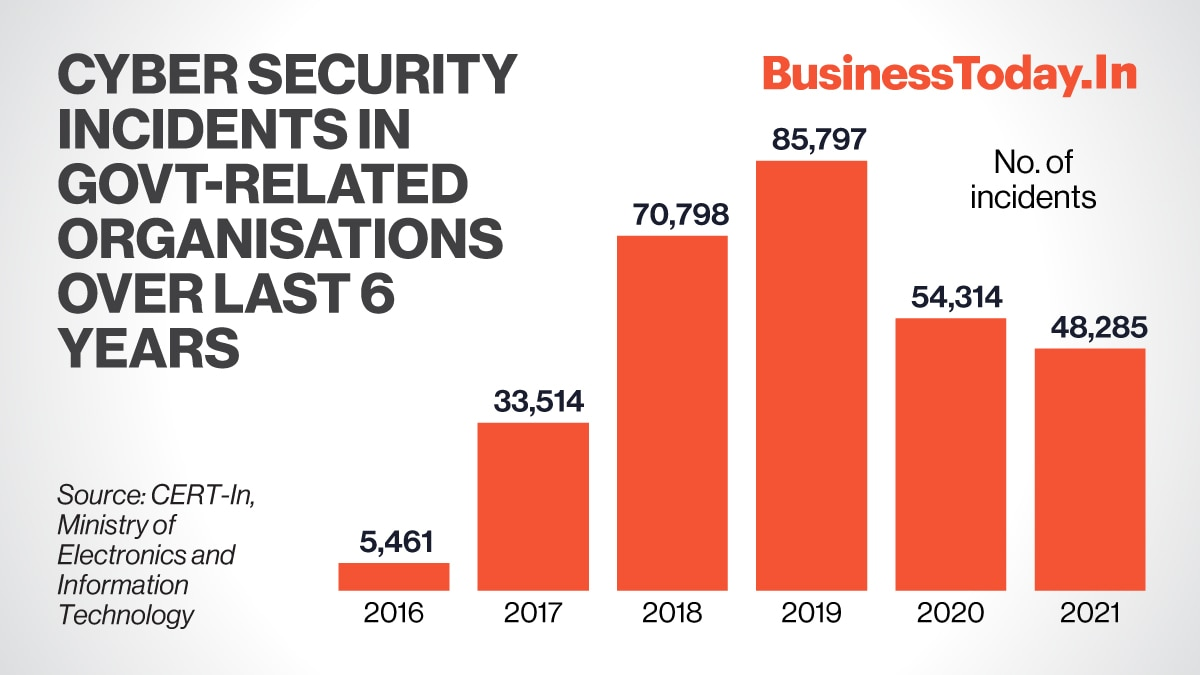 CYBER SECURITY
INCIDENTS IN
GOVT-RELATED
ORGANISATIONS
OVER LAST 6
YEARS
BusinessToday.In
No. of
incidents
5,461
33,514
70,798
85,797
54,314
48,285
2016
2017
2018
2019
2020
2021
Source: CERT-In,
Ministry of
Electronics and
Information
Technology